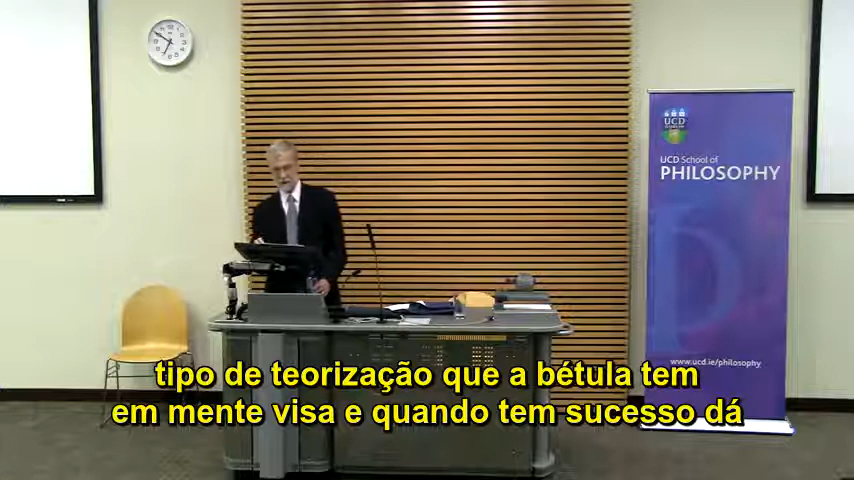 UCD
UCD School of
PHILOSOPHY
www.ucd.ie/philosophy
tipo de teorização que a bétula tem
em mente visa e quando tem sucesso dá